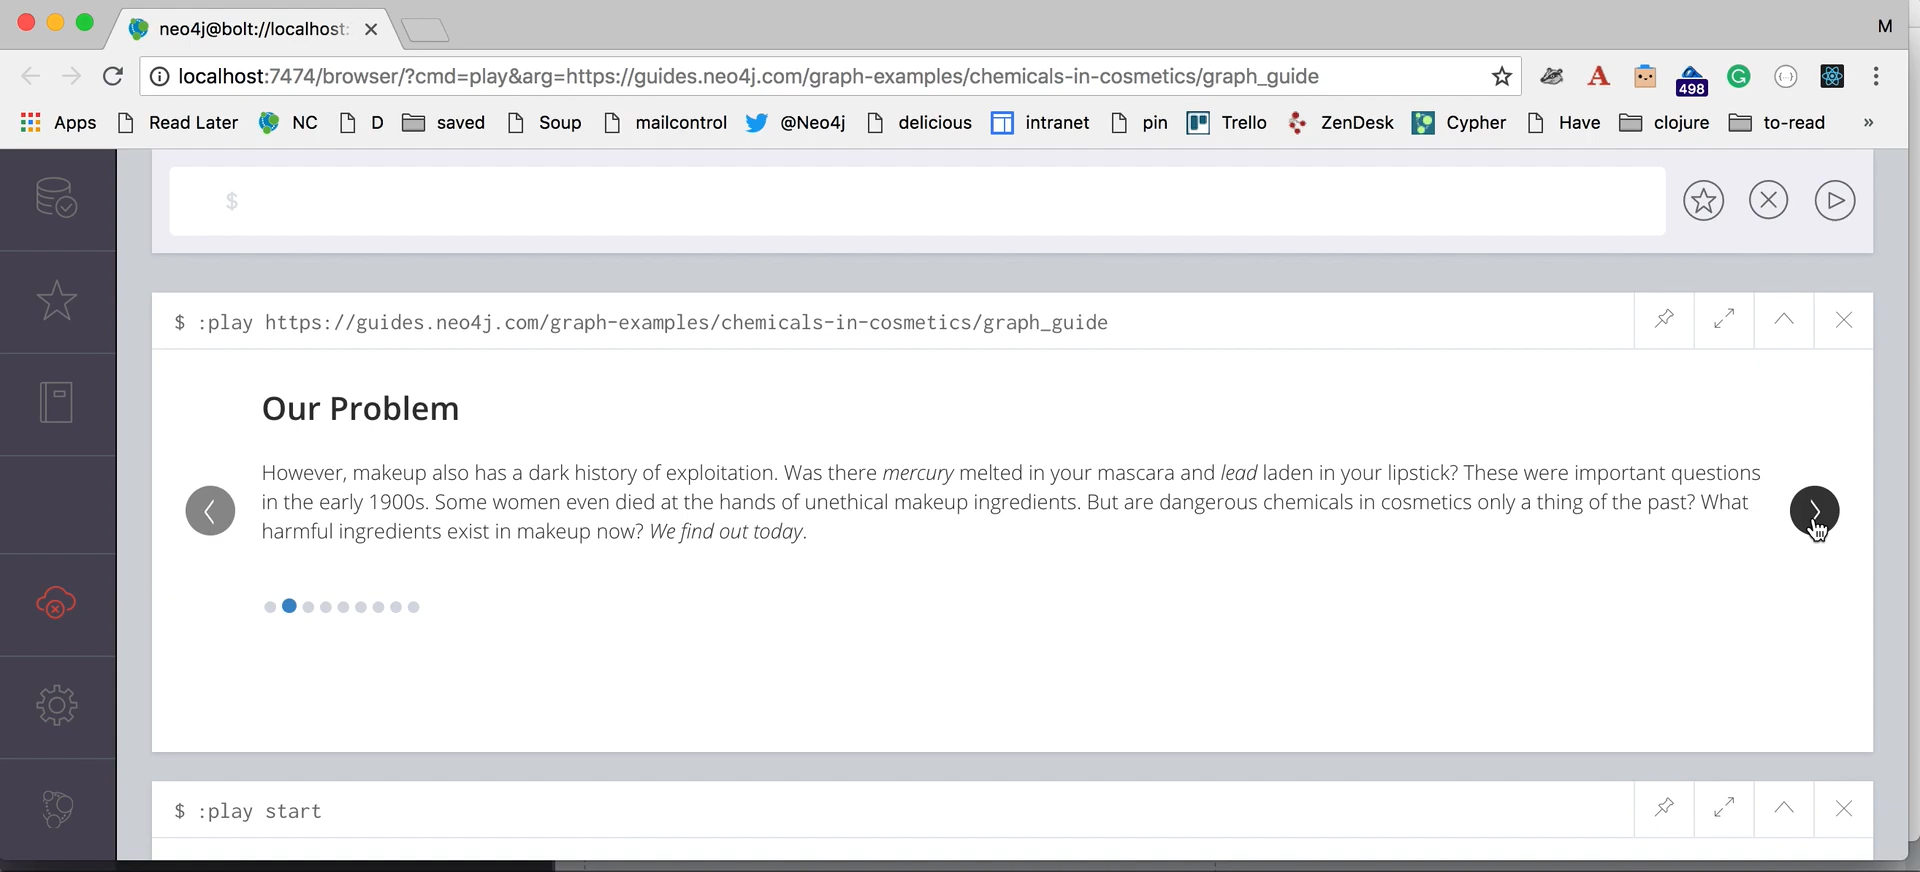 neo4j@bolt://localhost:
M
localhost:7474/browser/?cmd=play&arg=https://guides.neo4j.com/graph-examples/chemicals-in-cosmetics/graph_guide
498
Apps Read Later NC D saved Soup mailcontrol @Neo4j delicious intranet pin Trello ZenDesk Cypher Have clojure to-read »
$
$ :play https://guides.neo4j.com/graph-examples/chemicals-in-cosmetics/graph_guide
Our Problem
However, makeup also has a dark history of exploitation. Was there mercury melted in your mascara and lead laden in your lipstick? These were important questions
in the early 1900s. Some women even died at the hands of unethical makeup ingredients. But are dangerous chemicals in cosmetics only a thing of the past? What
harmful ingredients exist in makeup now? We find out today.
$ :play start